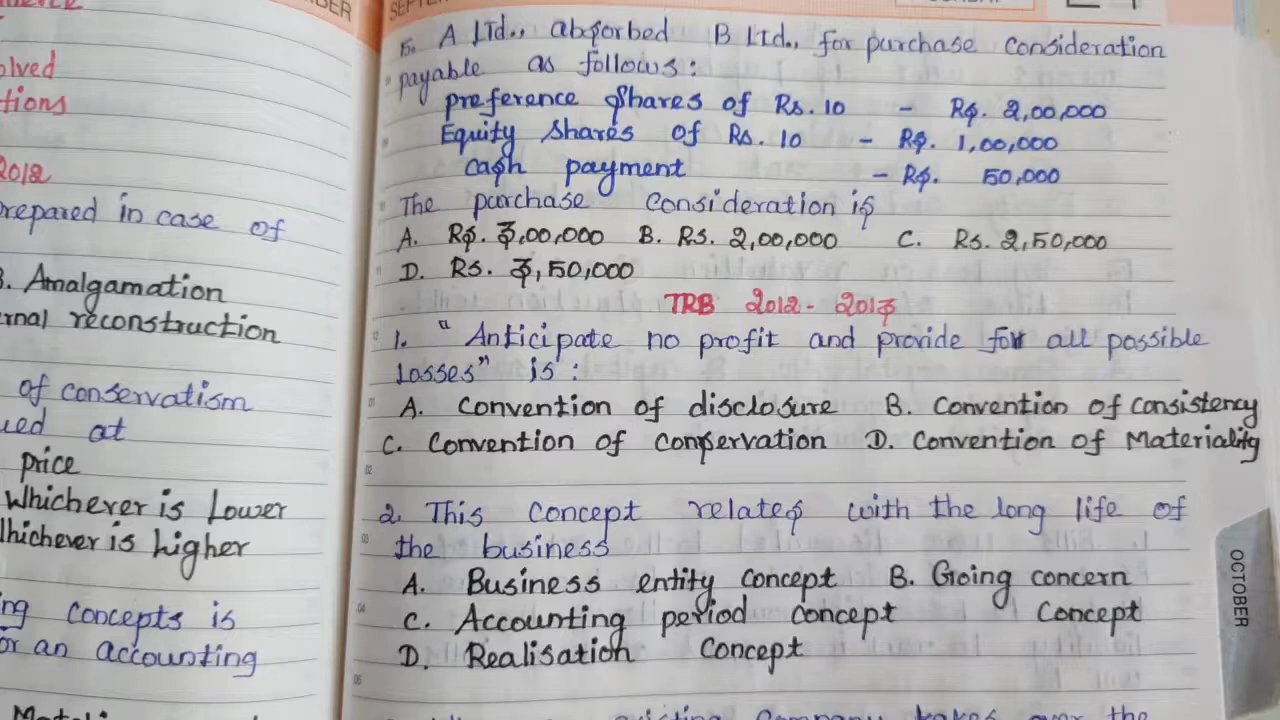 2012
prepared in case of
B. Amalgamation
rnal reconstruction
of conservatism
ued at
price
Whichever is Lower
Whichever is higher
ing concepts is
or an accounting
15. A Ltd., absorbed B Ltd., for purchase consideration
payable as follows:
preference shares of Rs. 10 - Rs. 2,00,000
Equity shares of Rs. 10 - Rs. 1,00,000
cash payment - Rs. 50,000
The purchase consideration is
A. Rs. 3,00,000 B. Rs. 2,00,000 C. Rs. 2,50,000
D. Rs. 3,50,000
TRB 2012-2013
1. "Anticipate no profit and provide for all possible
losses" is:
A. Convention of disclosure B. Convention of consistency
C. Convention of conservation D. Convention of Materiality
2. This concept relates with the long life of
the business
A. Business entity concept B. Going concern
C. Accounting period concept concept
D. Realisation concept
OCTOBER